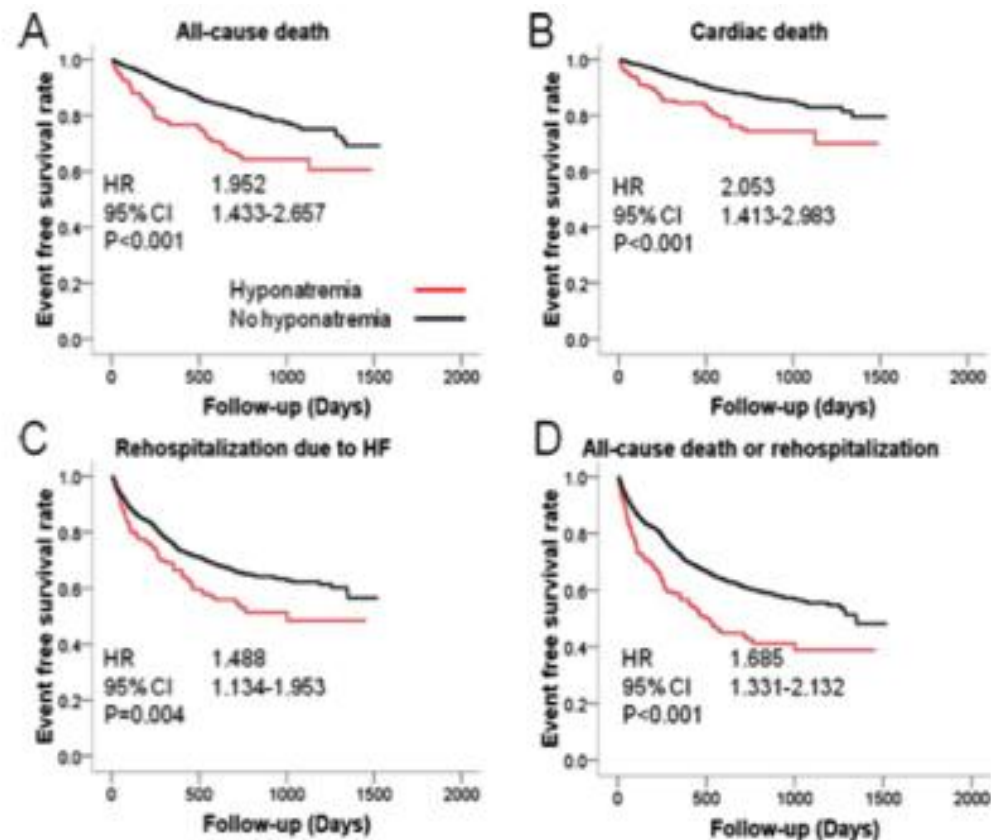 A
All-cause death
Event free survival rate
1.0
0.8
0.6
0.4
0.2
0.0
HR 1.952
95% CI 1.433-2.657
P<0.001
Hyponatremia
No hyponatremia
0 500 1000 1500 2000
Follow-up (Days)
B
Cardiac death
Event free survival rate
1.0
0.8
0.6
0.4
0.2
0.0
HR 2.053
95% CI 1.413-2.983
P<0.001
0 500 1000 1500 2000
Follow-up (days)
C
Rehospitalization due to HF
Event free survival rate
1.0
0.8
0.6
0.4
0.2
0.0
HR 1.488
95% CI 1.134-1.953
P=0.004
0 500 1000 1500 2000
Follow-up (Days)
D
All-cause death or rehospitalization
Event free survival rate
1.0
0.8
0.6
0.4
0.2
0.0
HR 1.685
95% CI 1.331-2.132
P<0.001
0 500 1000 1500 2000
Follow-up (Days)